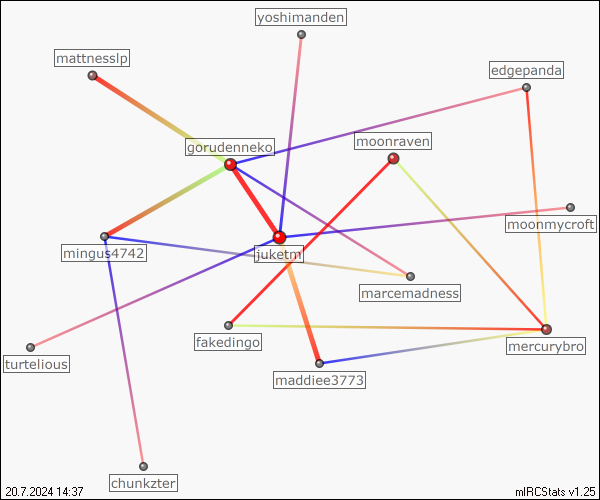 yoshimanden
mattnesslp
edgepanda
gorudenneko
moonraven
moonmycroft
mingus4742
juketm
marcemadness
fakedingo
mercurybro
turtelious
maddiee3773
chunkzter
20.7.2024 14:37
mIRCStats v1.25